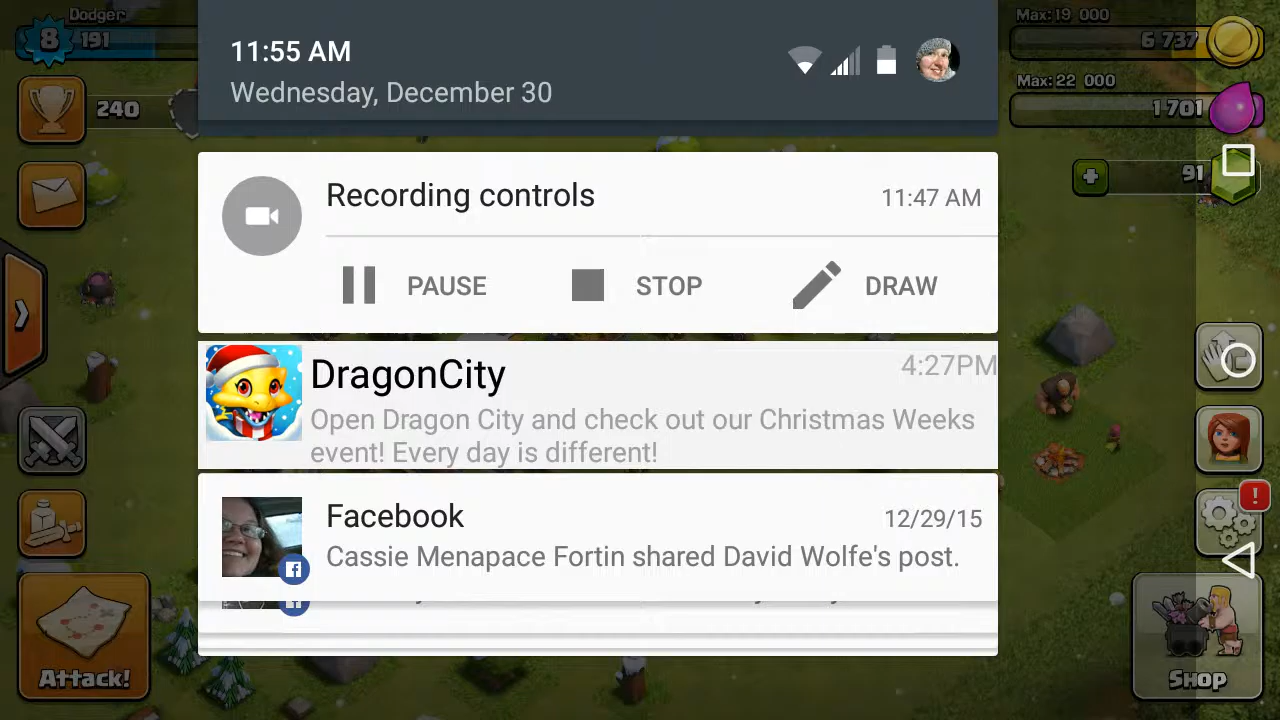 Dodger
8
191
Max: 19 000
6 737
11:55 AM
Wednesday, December 30
Max: 22 000
1 701
240
91
Recording controls
11:47 AM
PAUSE
STOP
DRAW
DragonCity
4:27PM
Open Dragon City and check out our Christmas Weeks
event! Every day is different!
Facebook
12/29/15
Cassie Menapace Fortin shared David Wolfe's post.
Attack!
Shop